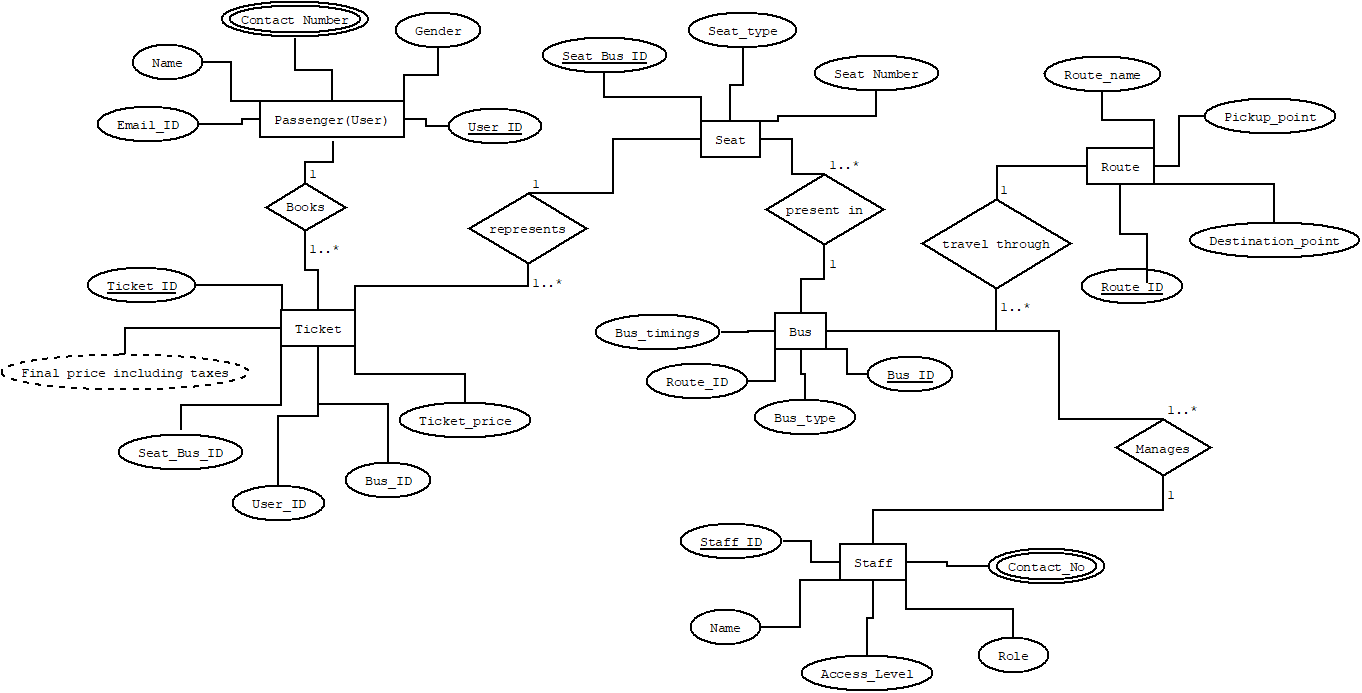 Contact Number
Gender
Name
Email_ID
Passenger(User)
User_ID
1
Books
1..*
Seat_Bus_ID
Seat_type
Seat Number
Seat
1
represents
1..*
1..*
present in
1
Route_name
Pickup_point
Route
1
travel through
1..*
Destination_point
Route_ID
Ticket_ID
Ticket
Final price including taxes
Seat_Bus_ID
User_ID
Bus_ID
Ticket_price
Bus_timings
Bus
Route_ID
Bus_type
Bus_ID
1..*
Manages
1
Staff_ID
Staff
Contact_No
Name
Access_Level
Role